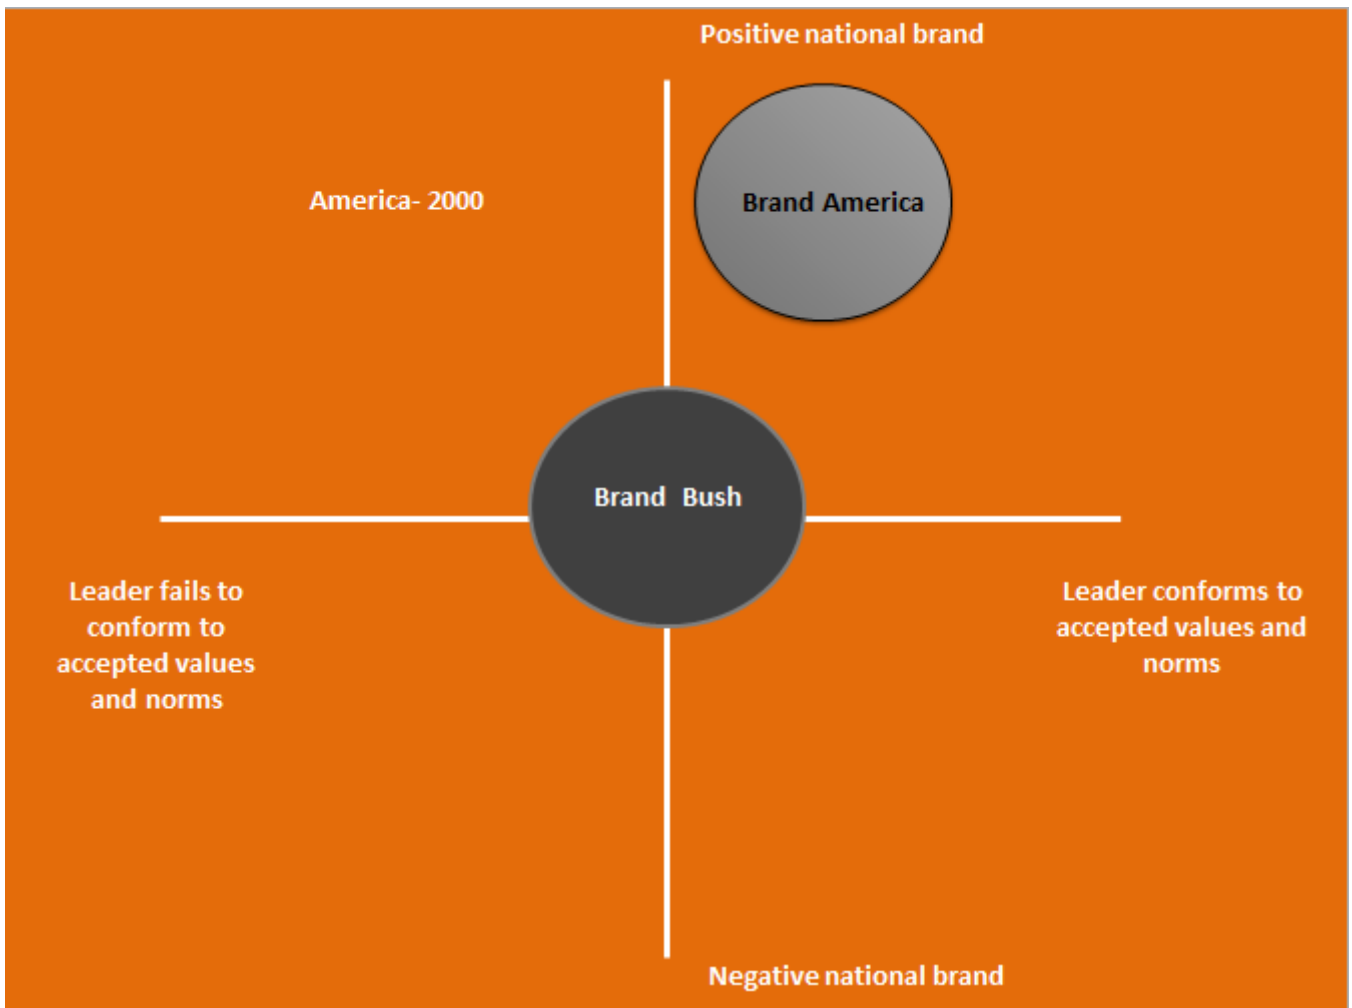 Positive national brand
America- 2000
Brand America
Brand Bush
Leader fails to
conform to
accepted values
and norms
Leader conforms to
accepted values and
norms
Negative national brand